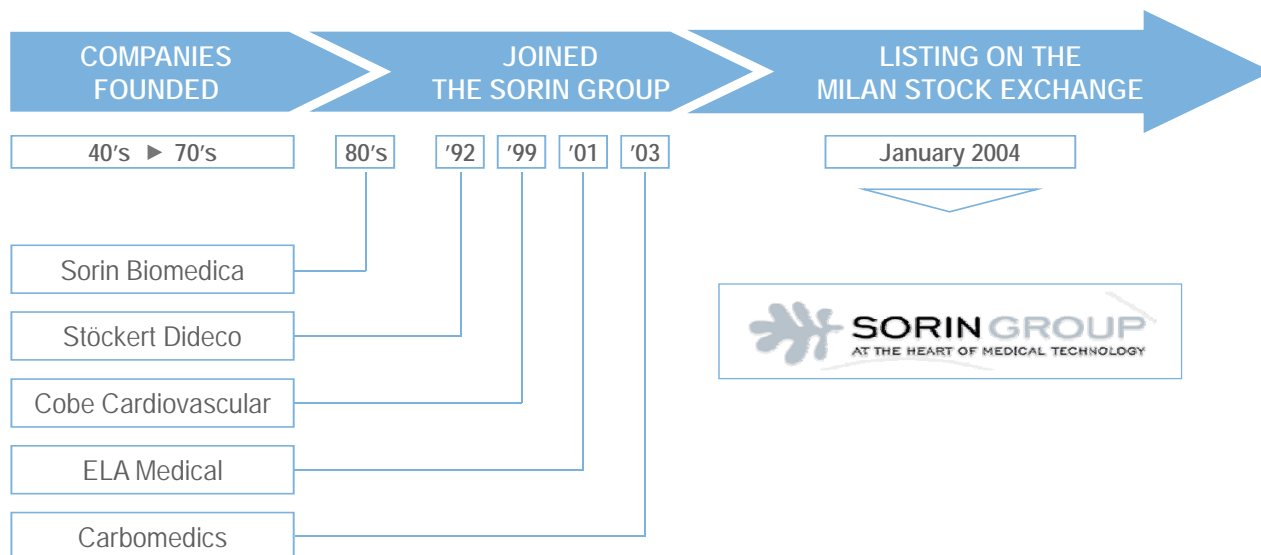 COMPANIES
FOUNDED
JOINED
THE SORIN GROUP
LISTING ON THE
MILAN STOCK EXCHANGE
40's ► 70's
80's
'92
'99
'01
'03
January 2004
Sorin Biomedica
Stöckert Dideco
Cobe Cardiovascular
ELA Medical
Carbomedics
SORIN GROUP
AT THE HEART OF MEDICAL TECHNOLOGY